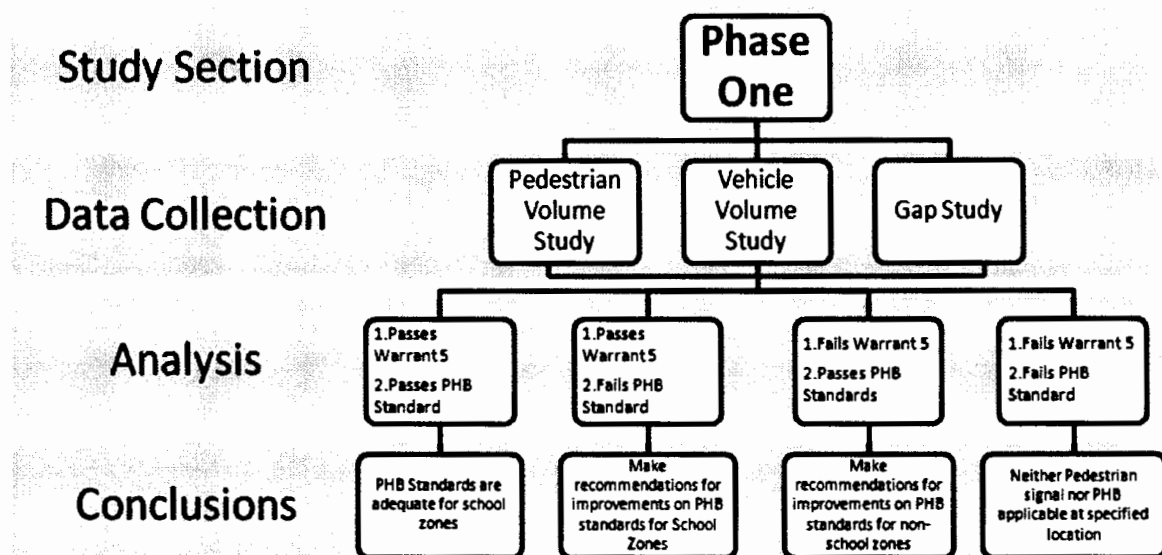 Study Section
Phase
One
Data Collection
Pedestrian
Volume
Study
Vehicle
Volume
Study
Gap Study
Analysis
1.Passes
Warrant 5
2.Passes PHB
Standard
1.Passes
Warrant 5
2.Fails PHB
Standard
1.Fails Warrant 5
2.Passes PHB
Standards
1.Fails Warrant 5
2.Fails PHB
Standard
Conclusions
PHB Standards are
adequate for school
zones
Make
recommendations for
improvements on PHB
standards for School
Zones
Make
recommendations for
improvements on PHB
standards for non-
school zones
Neither Pedestrian
signal nor PHB
applicable at specified
location